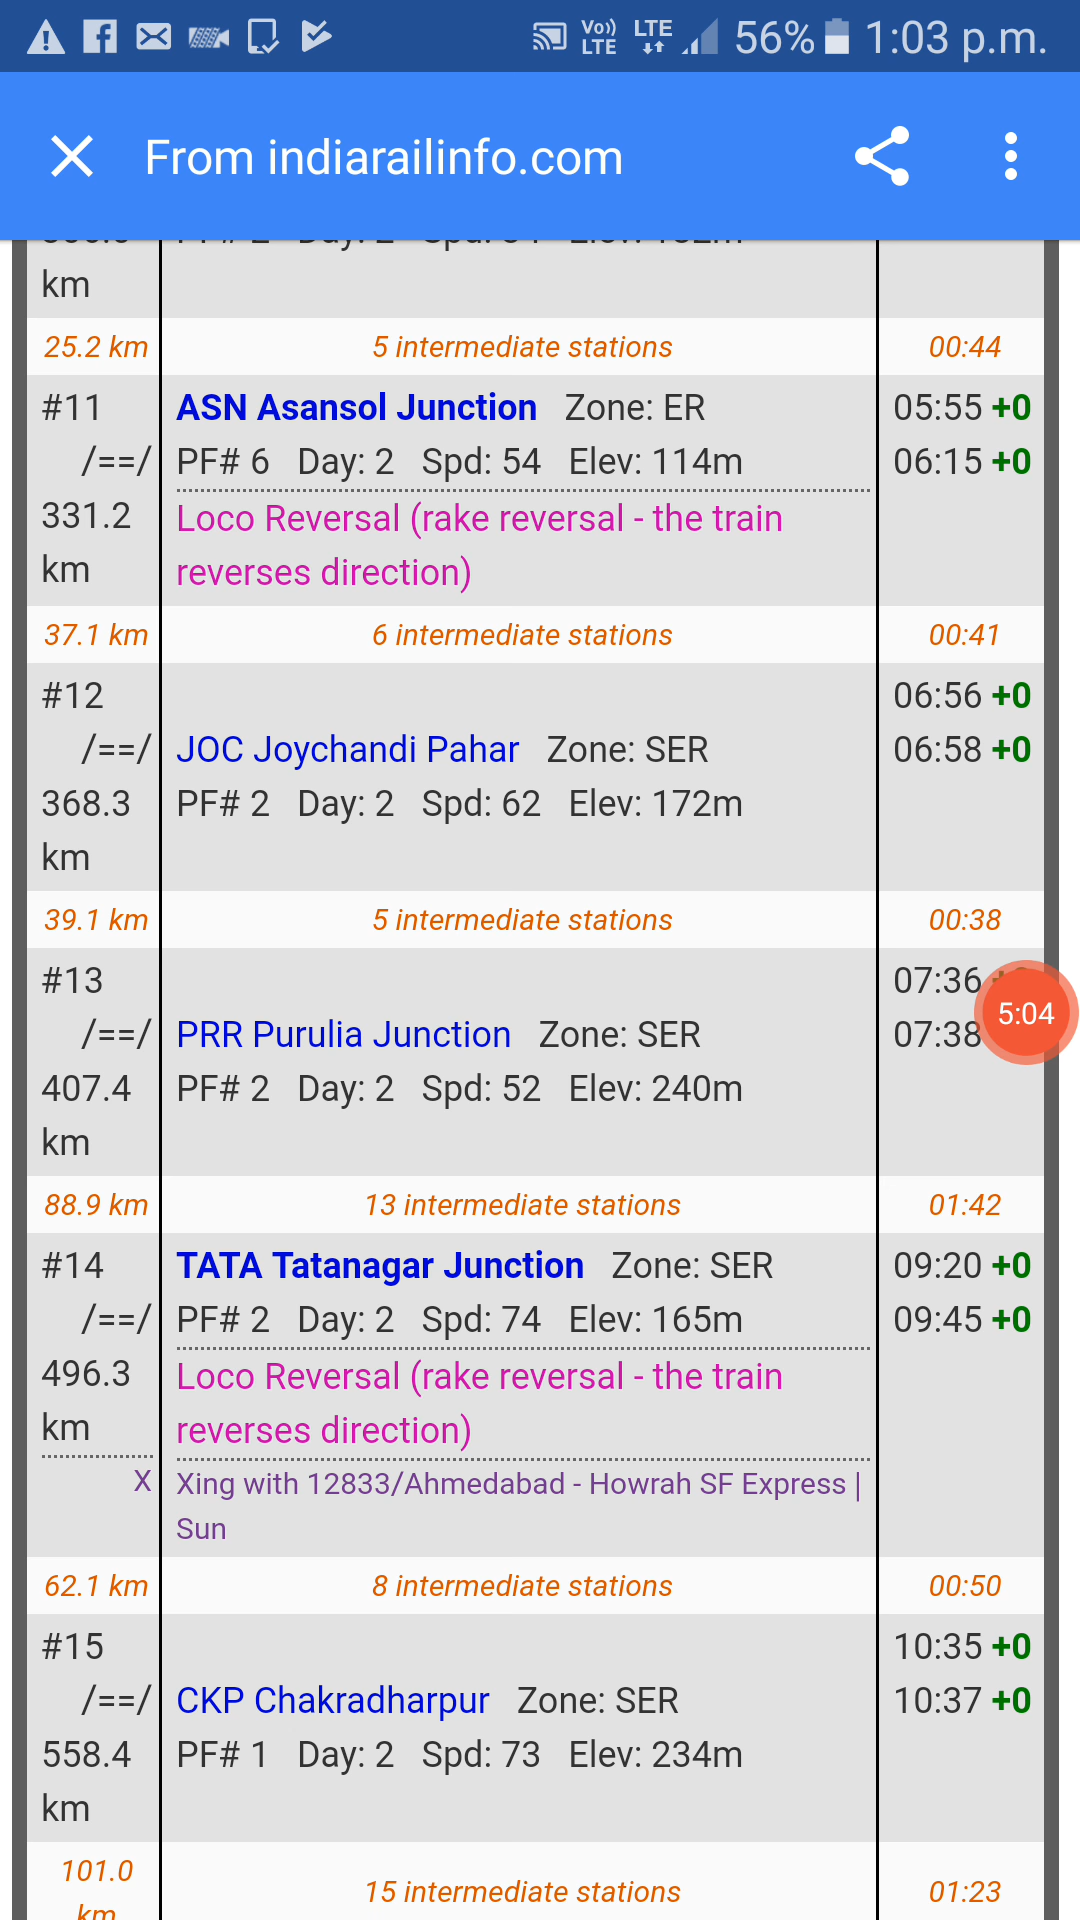 Vo)) LTE
LTE 56% 1:03 p.m.
From indiarailinfo.com
km
25.2 km 5 intermediate stations 00:44
#11 ASN Asansol Junction Zone: ER 05:55 +0
/==/ PF# 6 Day: 2 Spd: 54 Elev: 114m 06:15 +0
331.2 Loco Reversal (rake reversal - the train
km reverses direction)
37.1 km 6 intermediate stations 00:41
#12 06:56 +0
/==/ JOC Joychandi Pahar Zone: SER 06:58 +0
368.3 PF# 2 Day: 2 Spd: 62 Elev: 172m
km
39.1 km 5 intermediate stations 00:38
#13 07:36
5:04
/==/ PRR Purulia Junction Zone: SER 07:38
407.4 PF# 2 Day: 2 Spd: 52 Elev: 240m
km
88.9 km 13 intermediate stations 01:42
#14 TATA Tatanagar Junction Zone: SER 09:20 +0
/==/ PF# 2 Day: 2 Spd: 74 Elev: 165m 09:45 +0
496.3 Loco Reversal (rake reversal - the train
km reverses direction)
X Xing with 12833/Ahmedabad - Howrah SF Express |
Sun
62.1 km 8 intermediate stations 00:50
#15 10:35 +0
/==/ CKP Chakradharpur Zone: SER 10:37 +0
558.4 PF# 1 Day: 2 Spd: 73 Elev: 234m
km
101.0
km 15 intermediate stations 01:23